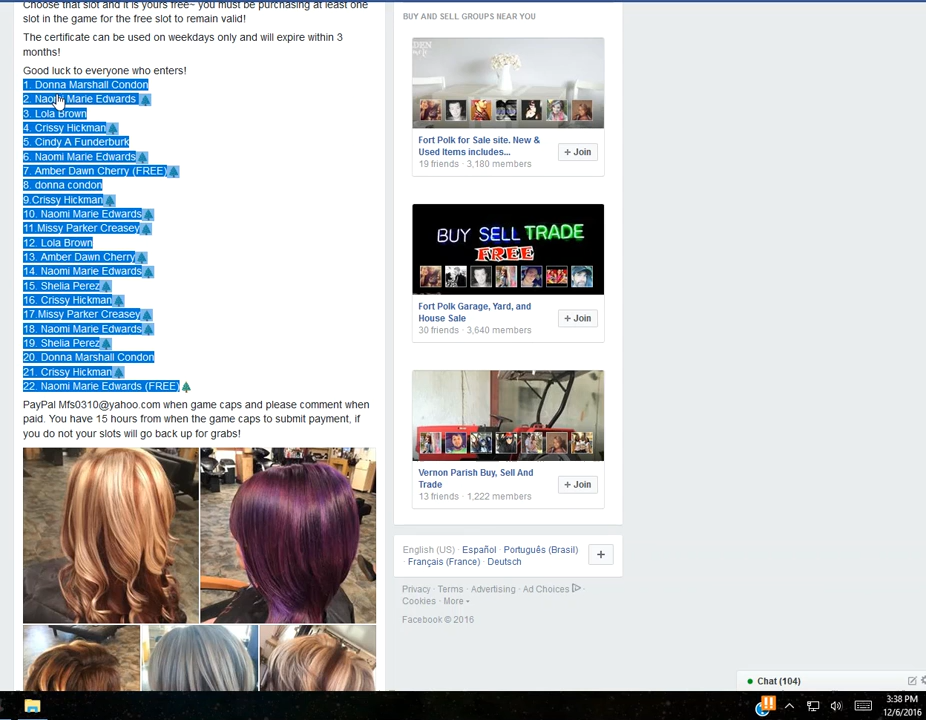 Choose that slot and it is yours free~ you must be purchasing at least one
slot in the game for the free slot to remain valid!
The certificate can be used on weekdays only and will expire within 3
months!
Good luck to everyone who enters!
1. Donna Marshall Condon
2. Naomi Marie Edwards
3. Lola Brown
4. Crissy Hickman
5. Cindy A Funderburk
6. Naomi Marie Edwards
7. Amber Dawn Cherry (FREE)
8. donna condon
9.Crissy Hickman
10. Naomi Marie Edwards
11.Missy Parker Creasey
12. Lola Brown
13. Amber Dawn Cherry
14. Naomi Marie Edwards
15. Shelia Perez
16. Crissy Hickman
17.Missy Parker Creasey
18. Naomi Marie Edwards
19. Shelia Perez
20. Donna Marshall Condon
21. Crissy Hickman
22. Naomi Marie Edwards (FREE)
PayPal Mfs0310@yahoo.com when game caps and please comment when
paid. You have 15 hours from when the game caps to submit payment, if
you do not your slots will go back up for grabs!
BUY AND SELL GROUPS NEAR YOU
Fort Polk for Sale site. New &
Used Items includes...
19 friends · 3,180 members
+ Join
BUY SELL TRADE
FREE
Fort Polk Garage, Yard, and
House Sale
30 friends · 3,640 members
+ Join
Vernon Parish Buy, Sell And
Trade
13 friends · 1,222 members
+ Join
English (US) · Español · Português (Brasil)
· Français (France) · Deutsch
+
Privacy · Terms · Advertising · Ad Choices ·
Cookies · More
Facebook © 2016
Chat (104)
3:38 PM
12/6/2016